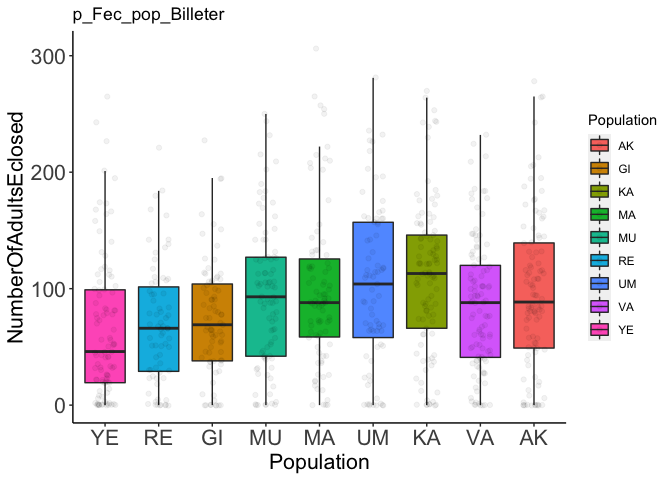 p_Fec_pop_Billeter
NumberOfAdultsEclosed
300
200
100
0
YE RE GI MU MA UM KA VA AK
Population
Population
AK
GI
KA
MA
MU
RE
UM
VA
YE